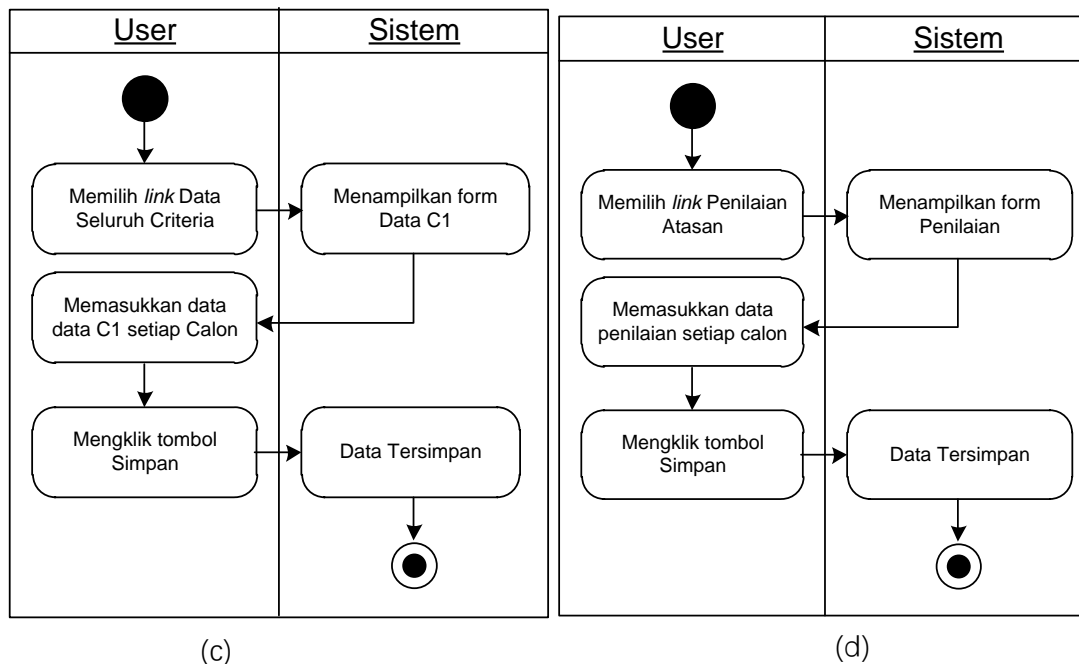 User
Sistem
Memilih link Data
Seluruh Criteria
Menampilkan form
Data C1
Memasukkan data
data C1 setiap Calon
Mengklik tombol
Simpan
Data Tersimpan
(c)
User
Sistem
Memilih link Penilaian
Atasan
Menampilkan form
Penilaian
Memasukkan data
penilaian setiap calon
Mengklik tombol
Simpan
Data Tersimpan
(d)